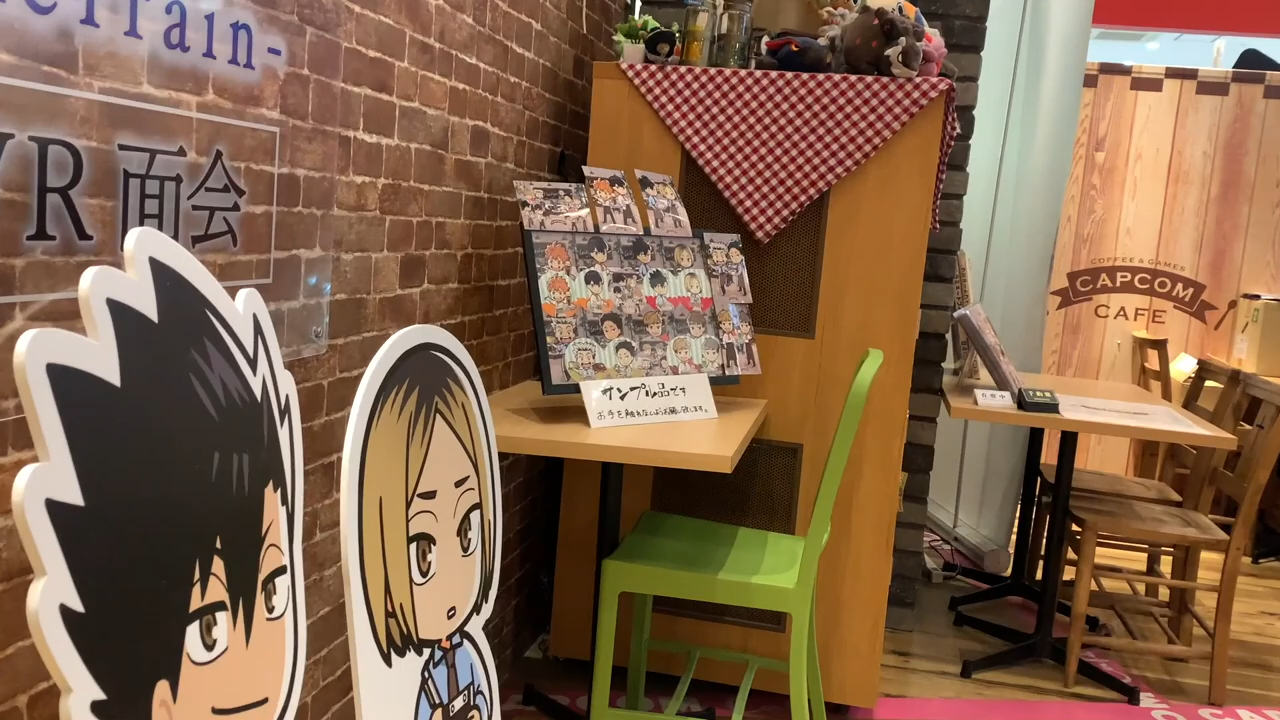 Terrain-
VR 面会
サンプル品です
お手を触れないようお願い致します。
COFFEE & GAMES
CAPCOM
CAFE